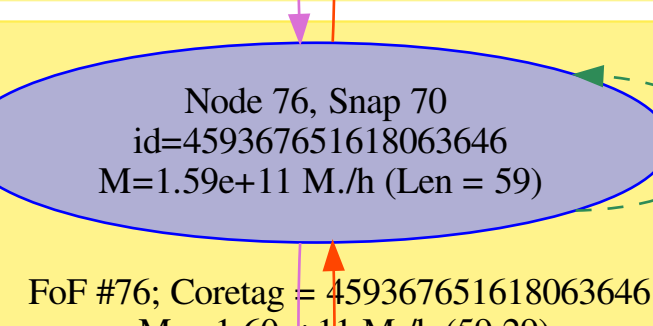 Node 76, Snap 70
id=459367651618063646
M=1.59e+11 M./h (Len = 59)
FoF #76; Coretag = 459367651618063646